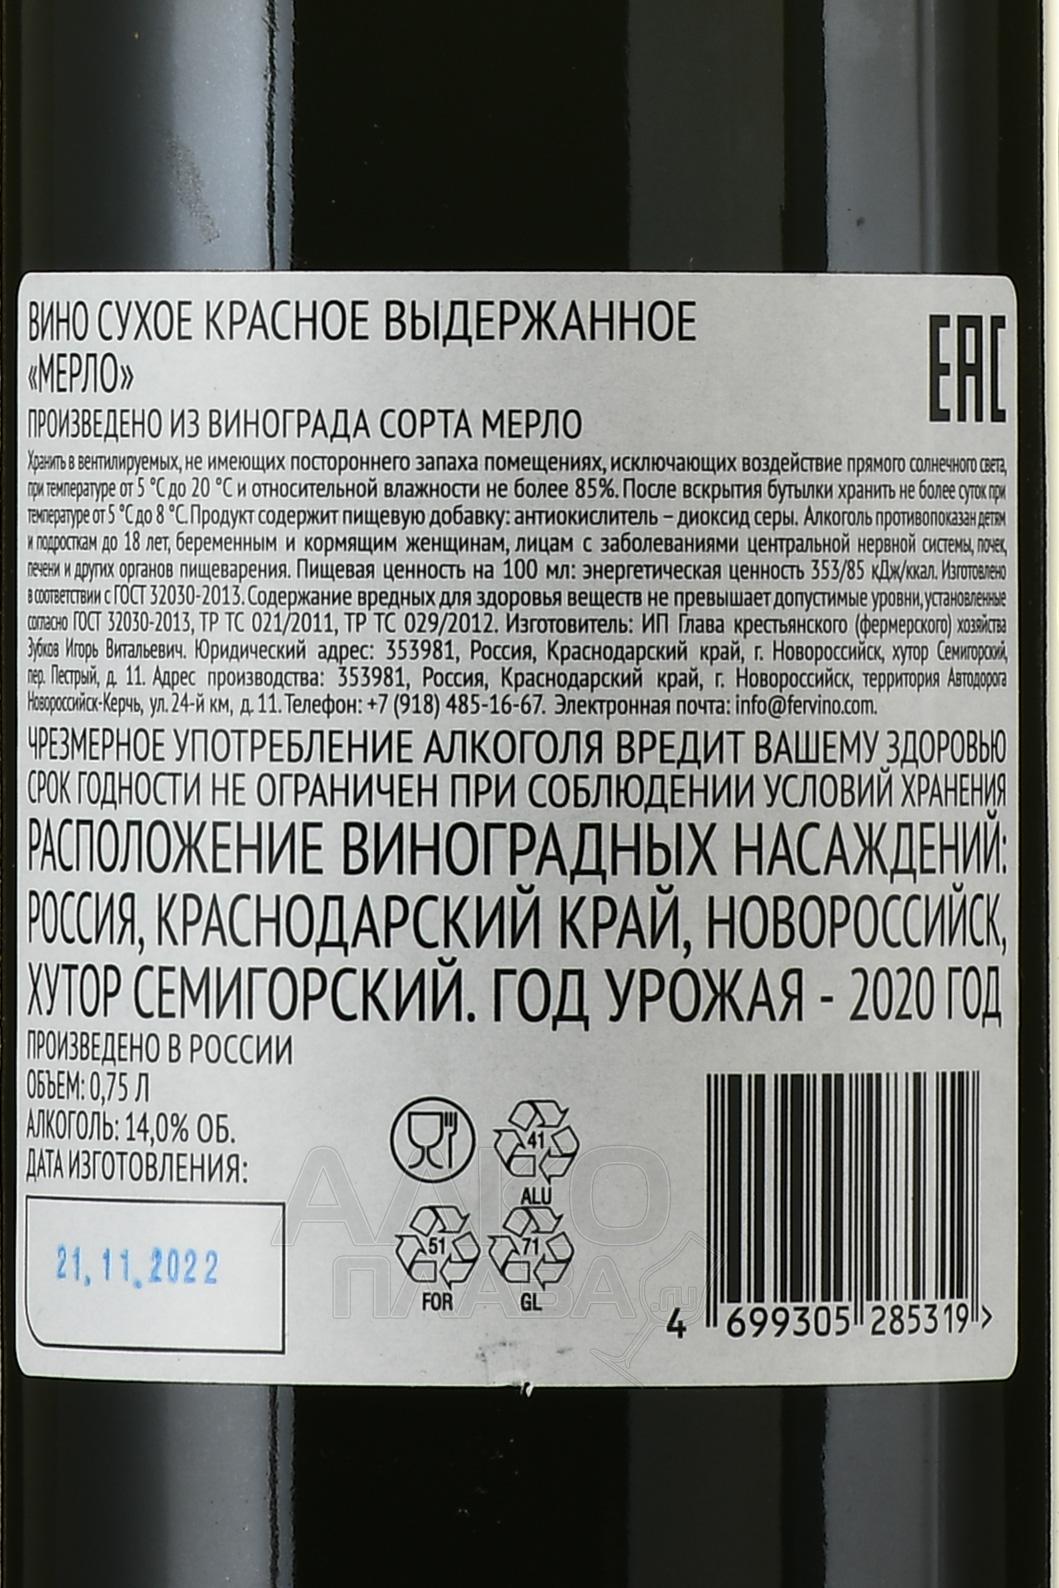 ВИНО СУХОЕ КРАСНОЕ ВЫДЕРЖАННОЕ
«МЕРЛО»
EAC
ПРОИЗВЕДЕНО ИЗ ВИНОГРАДА СОРТА МЕРЛО
Хранить в вентилируемых, не имеющих постороннего запаха помещениях, исключающих воздействие прямого солнечного света,
при температуре от 5 °С до 20 °С и относительной влажности не более 85%. После вскрытия бутылки хранить не более суток при
температуре от 5 °С до 8 °С. Продукт содержит пищевую добавку: антиокислитель – диоксид серы. Алкоголь противопоказан детям
и подросткам до 18 лет, беременным и кормящим женщинам, лицам с заболеваниями центральной нервной системы, почек,
печени и других органов пищеварения. Пищевая ценность на 100 мл: энергетическая ценность 353/85 кДж/ккал. Изготовлено
в соответствии с ГОСТ 32030-2013. Содержание вредных для здоровья веществ не превышает допустимые уровни, установленные
согласно ГОСТ 32030-2013, ТР ТС 021/2011, ТР ТС 029/2012. Изготовитель: ИП Глава крестьянского (фермерского) хозяйства
Зубков Игорь Витальевич. Юридический адрес: 353981, Россия, Краснодарский край, г. Новороссийск, хутор Семигорский,
пер. Пестрый, д. 11. Адрес производства: 353981, Россия, Краснодарский край, г. Новороссийск, территория Автодорога
Новороссийск-Керчь, ул. 24-й км, д. 11. Телефон: +7 (918) 485-16-67. Электронная почта: info@fervino.com.
ЧРЕЗМЕРНОЕ УПОТРЕБЛЕНИЕ АЛКОГОЛЯ ВРЕДИТ ВАШЕМУ ЗДОРОВЬЮ
СРОК ГОДНОСТИ НЕ ОГРАНИЧЕН ПРИ СОБЛЮДЕНИИ УСЛОВИЙ ХРАНЕНИЯ
РАСПОЛОЖЕНИЕ ВИНОГРАДНЫХ НАСАЖДЕНИЙ:
РОССИЯ, КРАСНОДАРСКИЙ КРАЙ, НОВОРОССИЙСК,
ХУТОР СЕМИГОРСКИЙ. ГОД УРОЖАЯ - 2020 ГОД
ПРОИЗВЕДЕНО В РОССИИ
ОБЪЕМ: 0,75 Л
АЛКОГОЛЬ: 14,0% ОБ.
ДАТА ИЗГОТОВЛЕНИЯ:
21.11.2022
41
ALU
51
FOR
71
GL
АЛКО
ПЛАВА
.ru
4 699305 285319 >